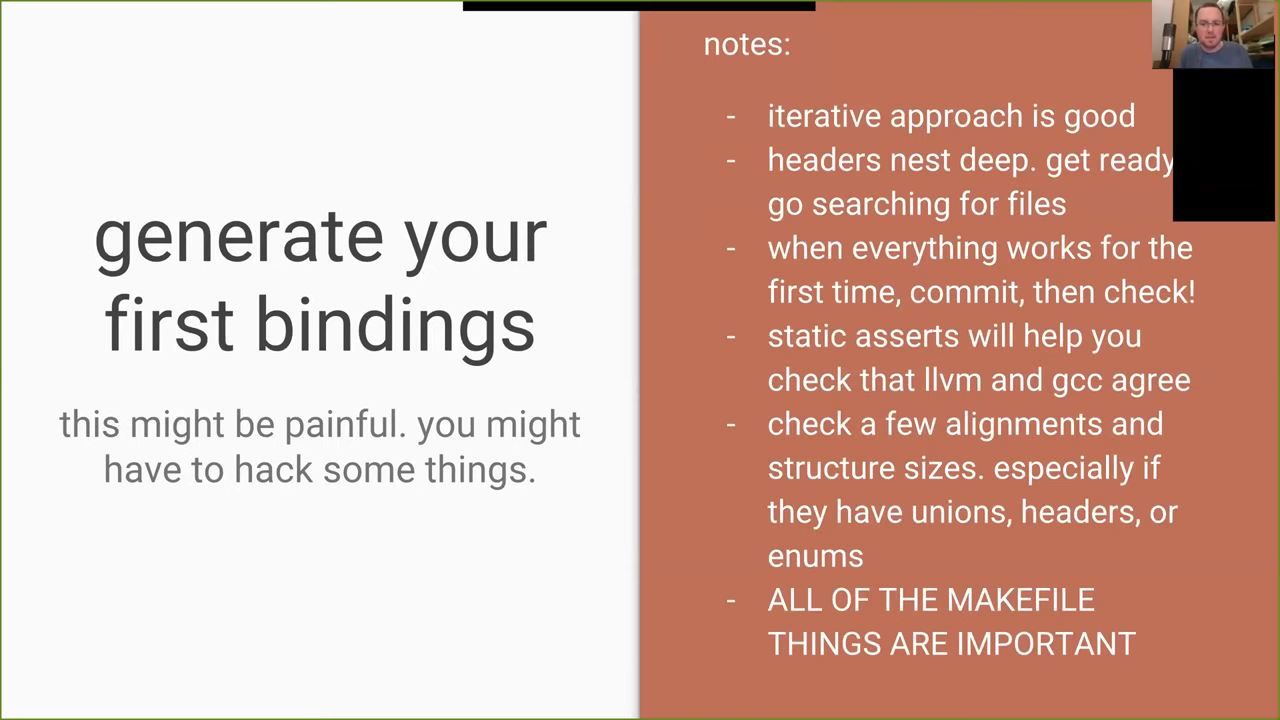 generate your
first bindings
this might be painful. you might
have to hack some things.
notes:
- iterative approach is good
- headers nest deep. get ready
go searching for files
- when everything works for the
first time, commit, then check!
- static asserts will help you
check that llvm and gcc agree
- check a few alignments and
structure sizes. especially if
they have unions, headers, or
enums
- ALL OF THE MAKEFILE
THINGS ARE IMPORTANT